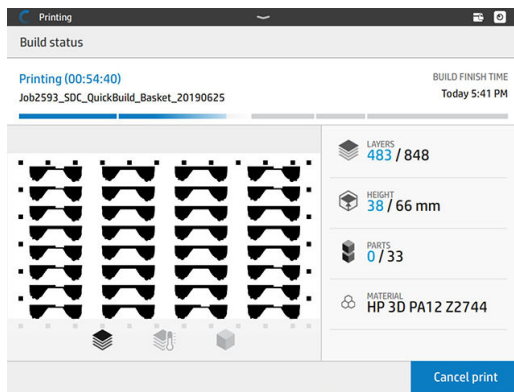 Printing
Build status
Printing (00:54:40)
BUILD FINISH TIME
Job2593_SDC_QuickBuild_Basket_20190625
Today 5:41 PM
LAYERS
483 / 848
HEIGHT
38 / 66 mm
PARTS
0 / 33
MATERIAL
HP 3D PA12 Z2744
Cancel print